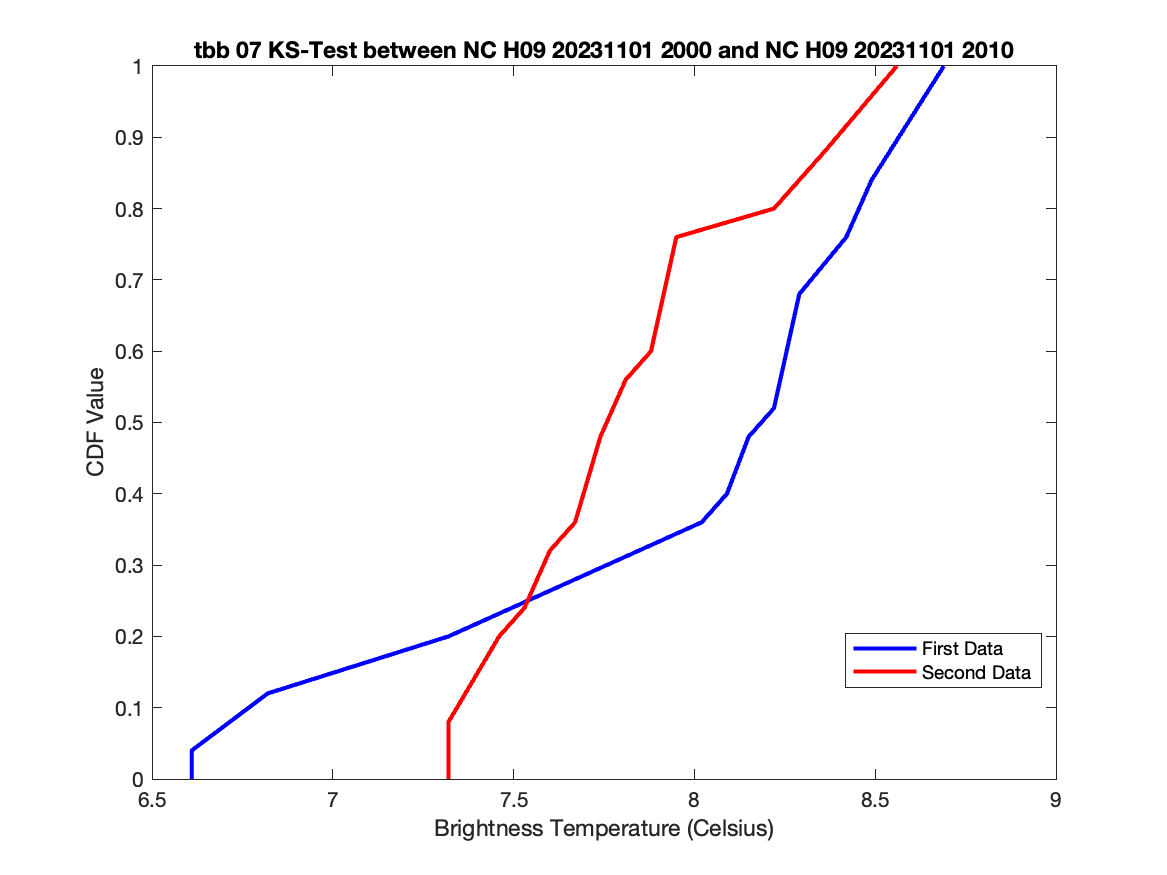 tbb 07 KS-Test between NC H09 20231101 2000 and NC H09 20231101 2010
1
0.9
0.8
0.7
0.6
0.5
0.4
0.3
0.2
0.1
0
CDF Value
First Data
Second Data
6.5 7 7.5 8 8.5 9
Brightness Temperature (Celsius)